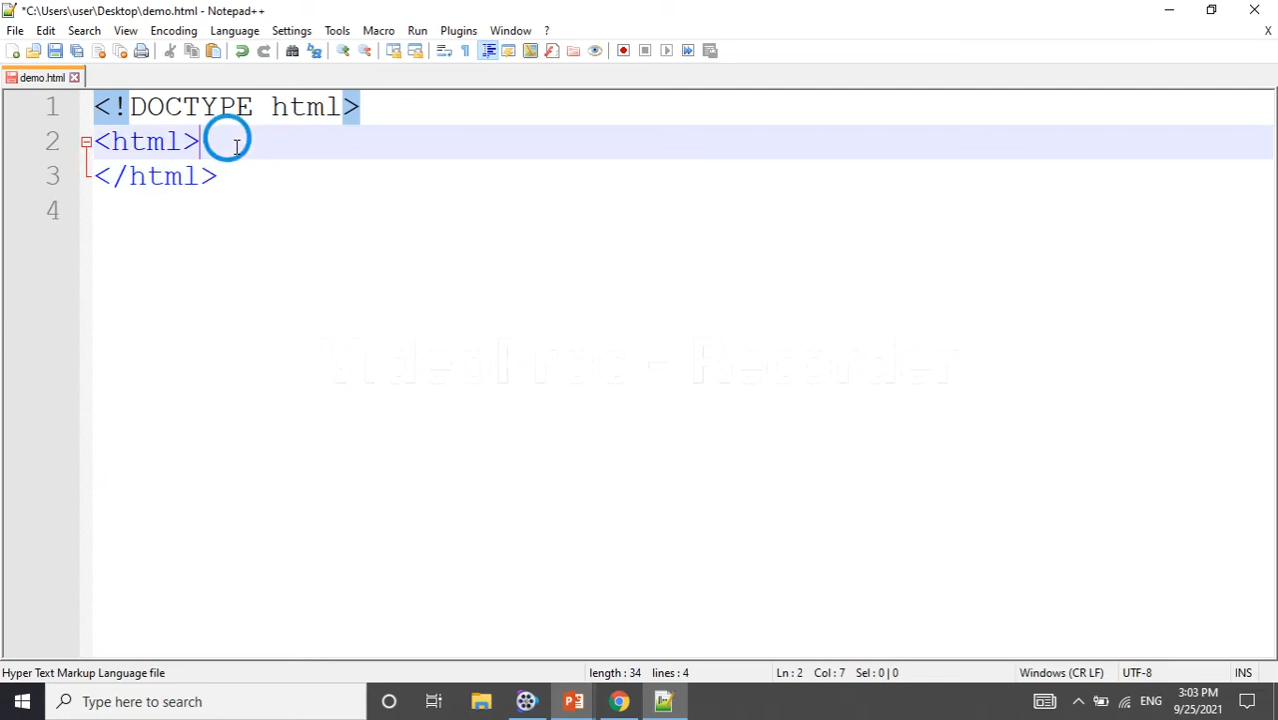 *C:\Users\user\Desktop\demo.html - Notepad++
File Edit Search View Encoding Language Settings Tools Macro Run Plugins Window ? X
demo.html
1 <!DOCTYPE html>
2 <html>
3 </html>
4
VideoProc - Recorder
Hyper Text Markup Language file length : 34 lines : 4 Ln : 2 Col : 7 Sel : 0 | 0 Windows (CR LF) UTF-8 INS
Type here to search ENG 3:03 PM
9/25/2021